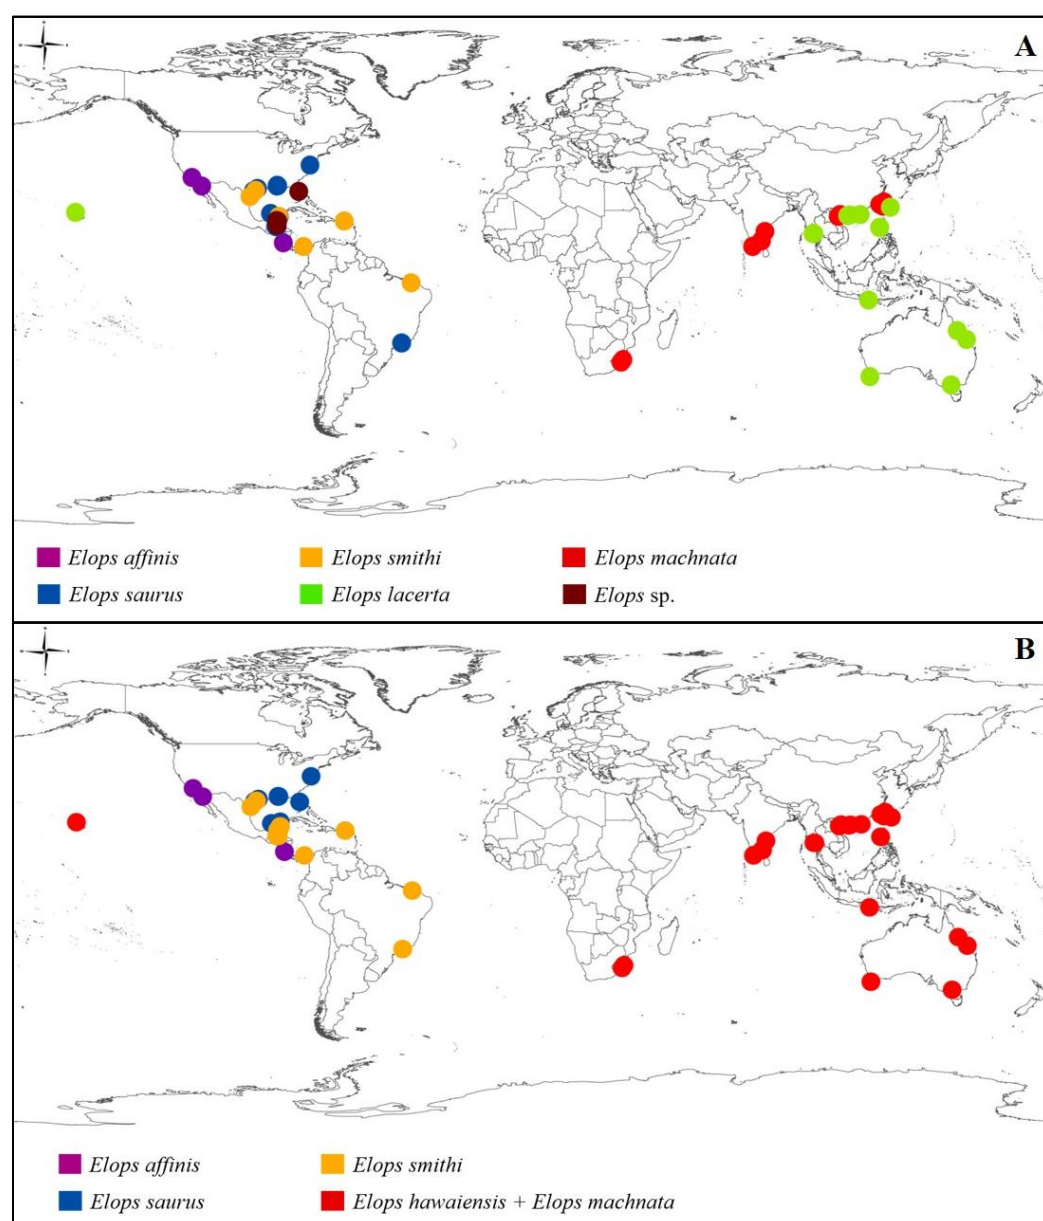 A
Elops affinis
Elops smithi
Elops machnata
Elops saurus
Elops lacerta
Elops sp.
B
Elops affinis
Elops smithi
Elops saurus
Elops hawaiensis + Elops machnata